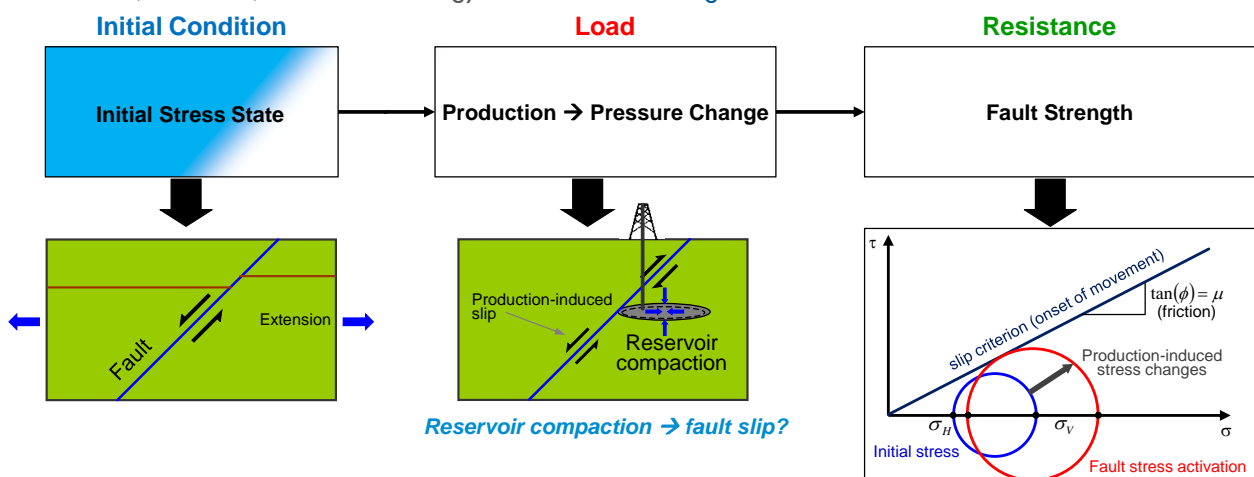 Initial Condition
Load
Resistance
Initial Stress State
Production → Pressure Change
Fault Strength
Fault
Extension
Production-induced
slip
Reservoir
compaction
Reservoir compaction → fault slip?
τ
slip criterion (onset of movement)
tan(ϕ) = μ
(friction)
Production-induced
stress changes
σH
σV
σ
Initial stress
Fault stress activation